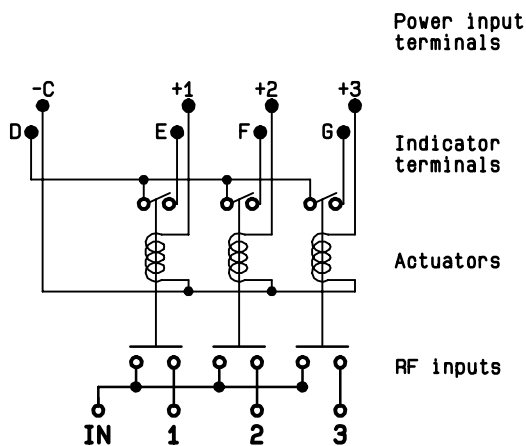 Power input
terminals
-C +1 +2 +3
D E F G
Indicator
terminals
Actuators
RF inputs
IN 1 2 3